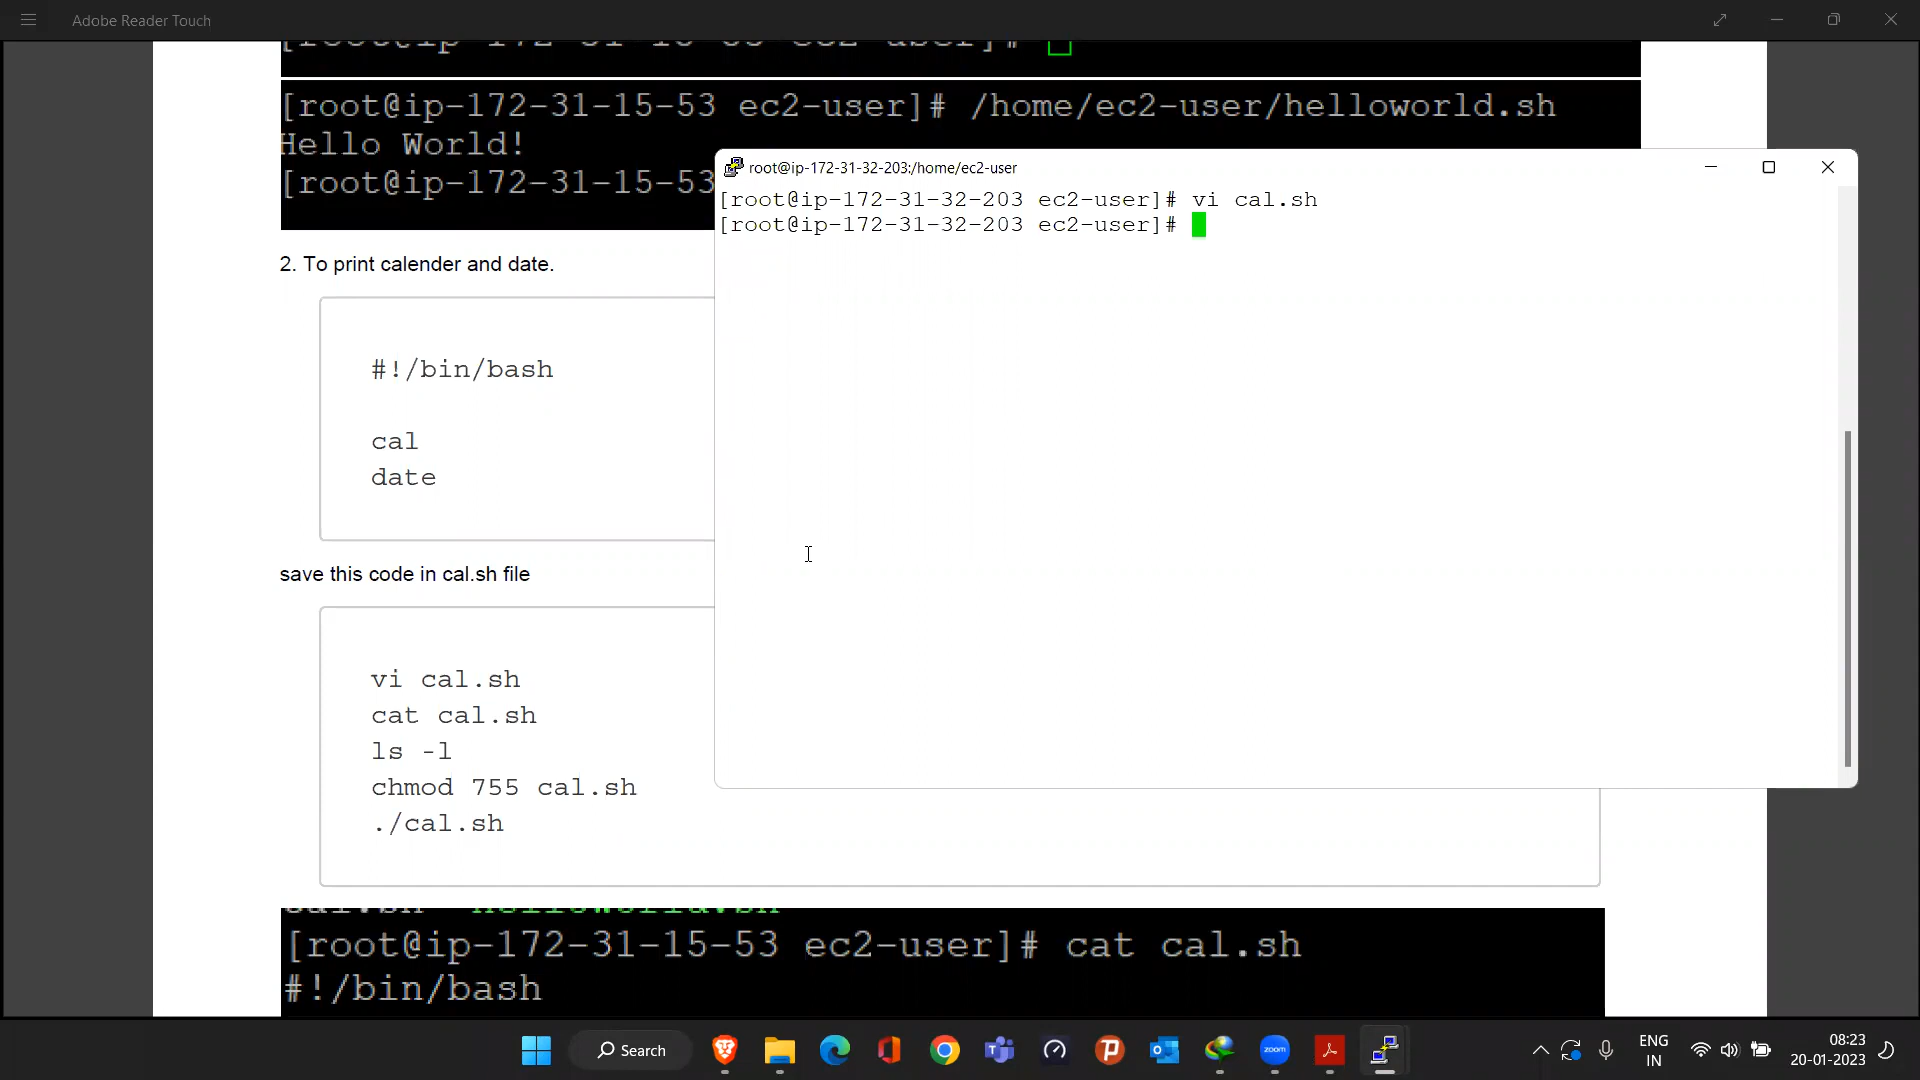 Adobe Reader Touch
[root@ip-172-31-15-53 ec2-user]# /home/ec2-user/helloworld.sh
Hello World!
[root@ip-172-31-15-53
root@ip-172-31-32-203:/home/ec2-user
[root@ip-172-31-32-203 ec2-user]# vi cal.sh
[root@ip-172-31-32-203 ec2-user]#
2. To print calender and date.
#!/bin/bash
cal
date
save this code in cal.sh file
vi cal.sh
cat cal.sh
ls -l
chmod 755 cal.sh
./cal.sh
[root@ip-172-31-15-53 ec2-user]# cat cal.sh
#!/bin/bash
Search
zoom
ENG
IN
08:23
20-01-2023